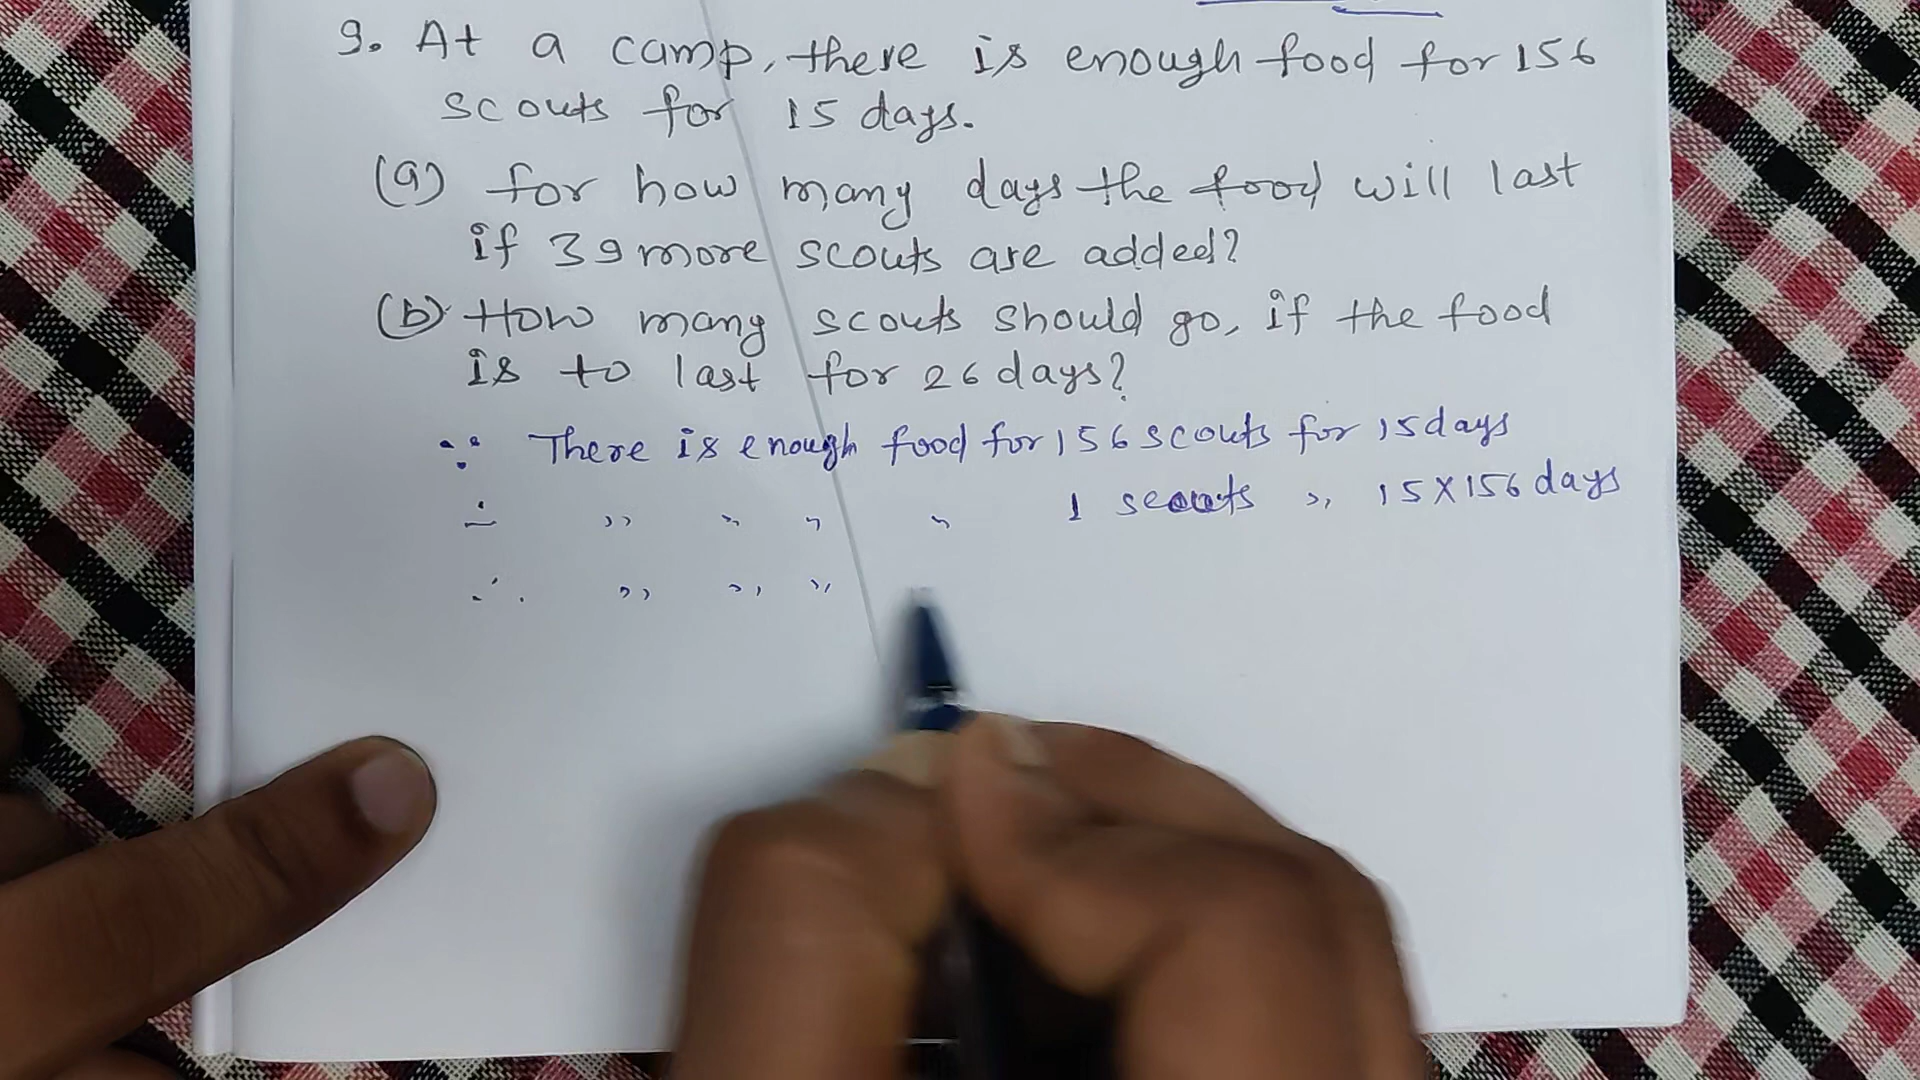 9. At a camp, there is enough food for 156
scouts for 15 days.
(a) for how many days the food will last
if 39 more scouts are added?
(b) How many scouts should go, if the food
is to last for 26 days?
∵ There is enough food for 156 scouts for 15 days
∴ ,, ,, ,, ,, 1 scouts ,, 15 X 156 days
∴ ,, ,, ,,